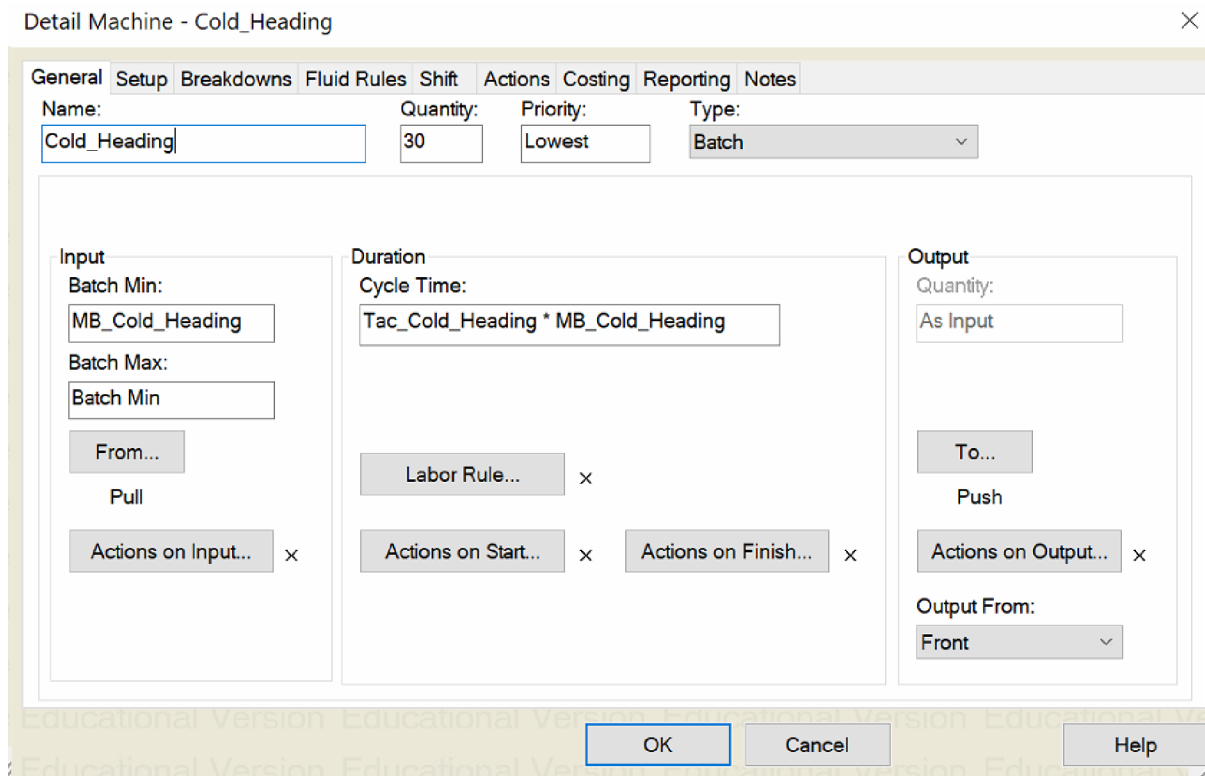 Detail Machine - Cold_Heading
General Setup Breakdowns Fluid Rules Shift Actions Costing Reporting Notes
Name: Quantity: Priority: Type:
Cold_Heading 30 Lowest Batch
Input Duration Output
Batch Min: Cycle Time: Quantity:
MB_Cold_Heading Tac_Cold_Heading * MB_Cold_Heading As Input
Batch Max:
Batch Min
From... To...
Labor Rule... x
Pull Push
Actions on Input... x Actions on Start... x Actions on Finish... x Actions on Output... x
Output From:
Front
Educational Version Educational Version Educational Version Educational Ve
OK Cancel Help
Educational Version Educational Version Educational Version Educational